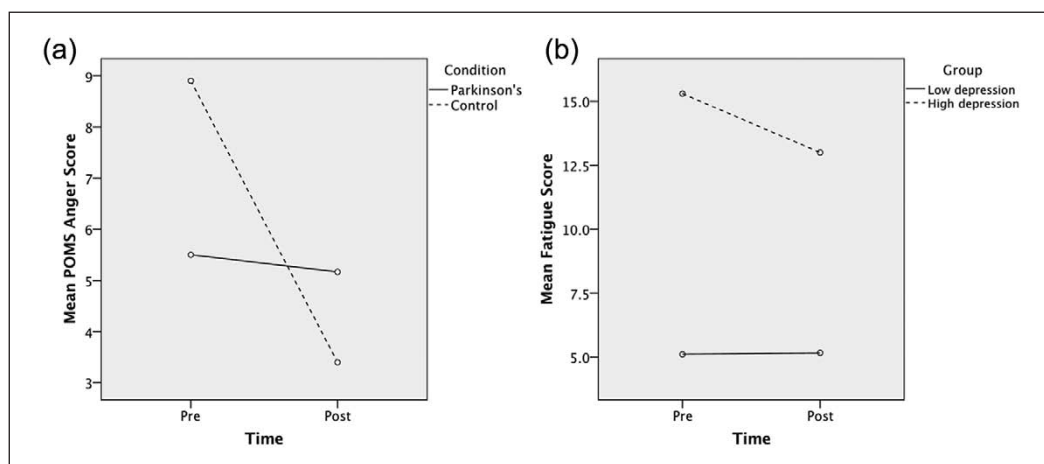 (a)
Mean POMS Anger Score
9
8
7
6
5
4
3
Pre
Post
Time
Condition
Parkinson's
Control
(b)
Mean Fatigue Score
15.0
12.5
10.0
7.5
5.0
Pre
Post
Time
Group
Low depression
High depression